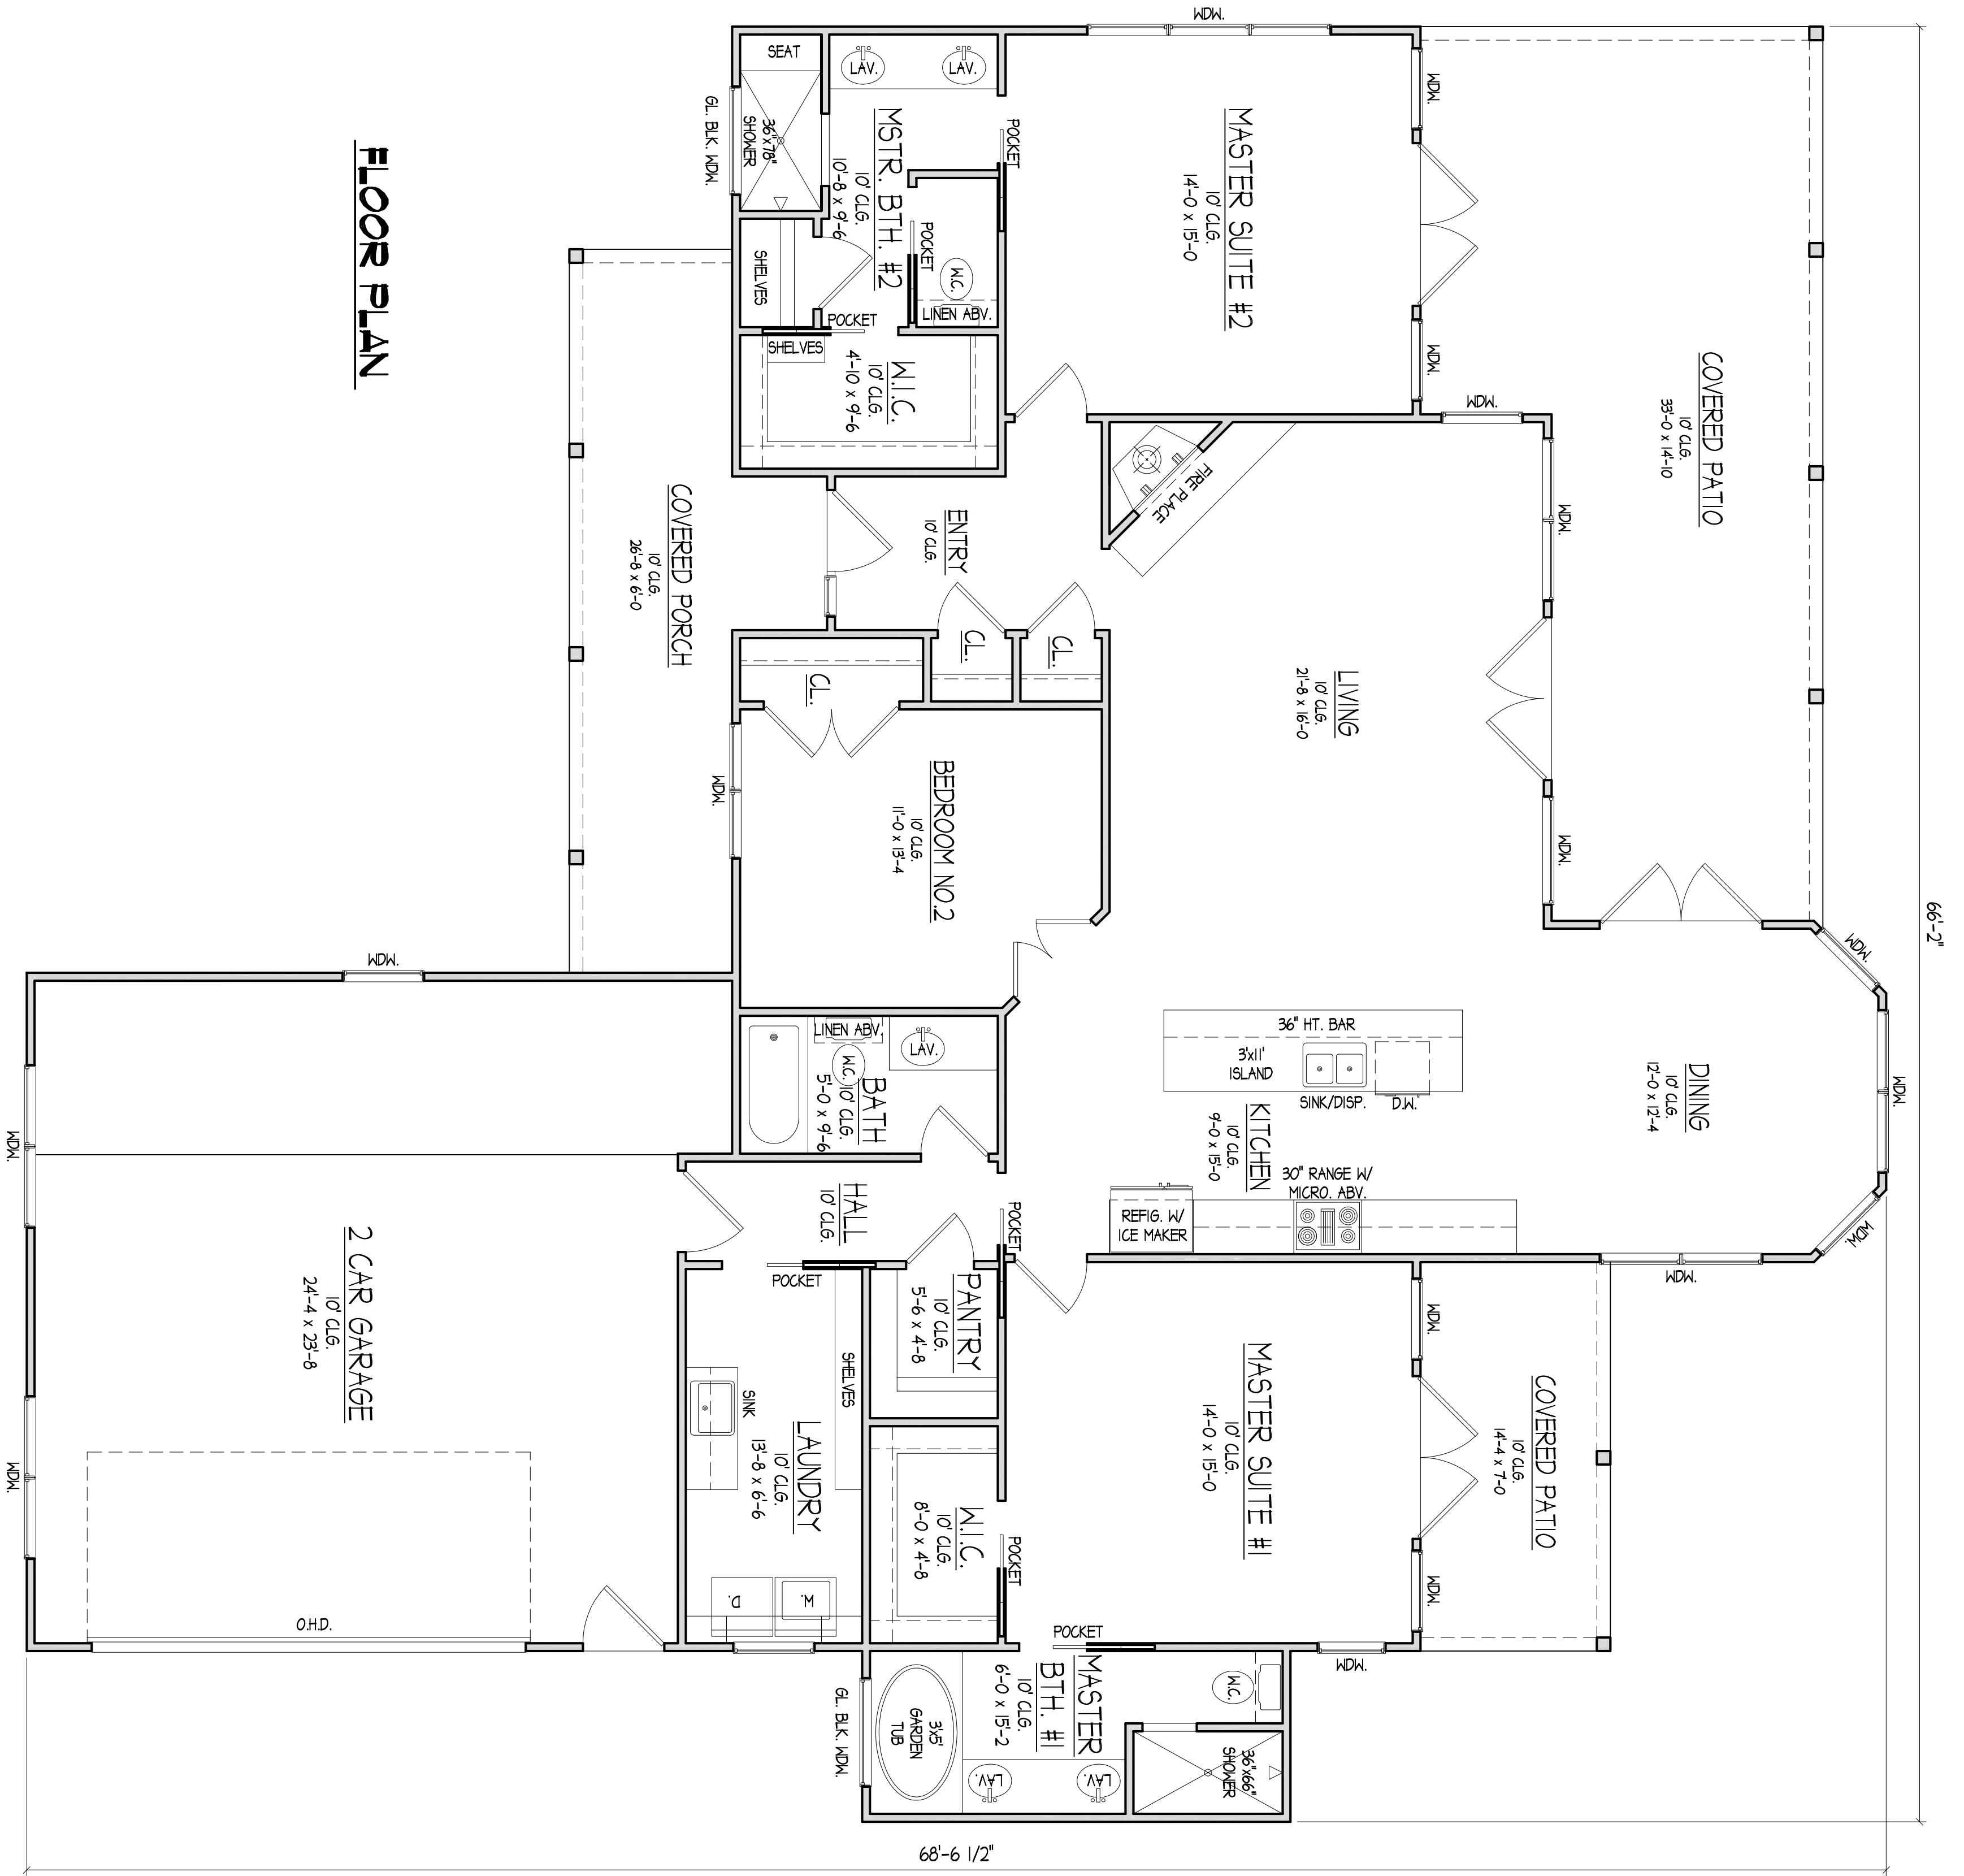 WDW.
SEAT
LAV.
LAV.
36"x78"
SHOWER
GL. BLK. WDW.
MSTR. BTH. #2
10' CLG.
10'-8 x 9'-6
POCKET
POCKET
W.C.
LINEN ABV.
SHELVES
POCKET
SHELVES
W.I.C.
10' CLG.
4'-10 x 9'-6
MASTER SUITE #2
10' CLG.
14'-0 x 15'-0
WDW.
WDW.
WDW.
COVERED PATIO
10' CLG.
33'-0 x 14'-10
FLOOR PLAN
COVERED PORCH
10' CLG.
26'-8 x 6'-0
ENTRY
10' CLG.
FIRE PLACE
CL.
CL.
CL.
LIVING
10' CLG.
21'-8 x 16'-0
WDW.
WDW.
66'-2"
BEDROOM NO.2
10' CLG.
11'-0 x 13'-4
WDW.
WDW.
WDW.
WDW.
WDW.
WDW.
DINING
10' CLG.
12'-0 x 12'-4
36" HT. BAR
3'x11'
ISLAND
SINK/DISP.
D.W.
KITCHEN
10' CLG.
9'-0 x 15'-0
30" RANGE W/
MICRO. ABV.
REFIG. W/
ICE MAKER
LINEN ABV.
LAV.
W.C.
BATH
10' CLG.
5'-0 x 9'-6
HALL
10' CLG.
POCKET
POCKET
PANTRY
10' CLG.
5'-6 x 4'-8
2 CAR GARAGE
10' CLG.
24'-4 x 23'-8
WDW.
WDW.
O.H.D.
SHELVES
SINK
LAUNDRY
10' CLG.
13'-8 x 6'-6
D.
W.
W.I.C.
10' CLG.
8'-0 x 4'-8
POCKET
MASTER SUITE #1
10' CLG.
14'-0 x 15'-0
WDW.
WDW.
COVERED PATIO
10' CLG.
14'-4 x 7'-0
POCKET
WDW.
MASTER
BTH. #1
10' CLG.
6'-0 x 15'-2
W.C.
GL. BLK. WDW.
3'x5'
GARDEN
TUB
LAV.
LAV.
36"x66"
SHOWER
68'-6 1/2"